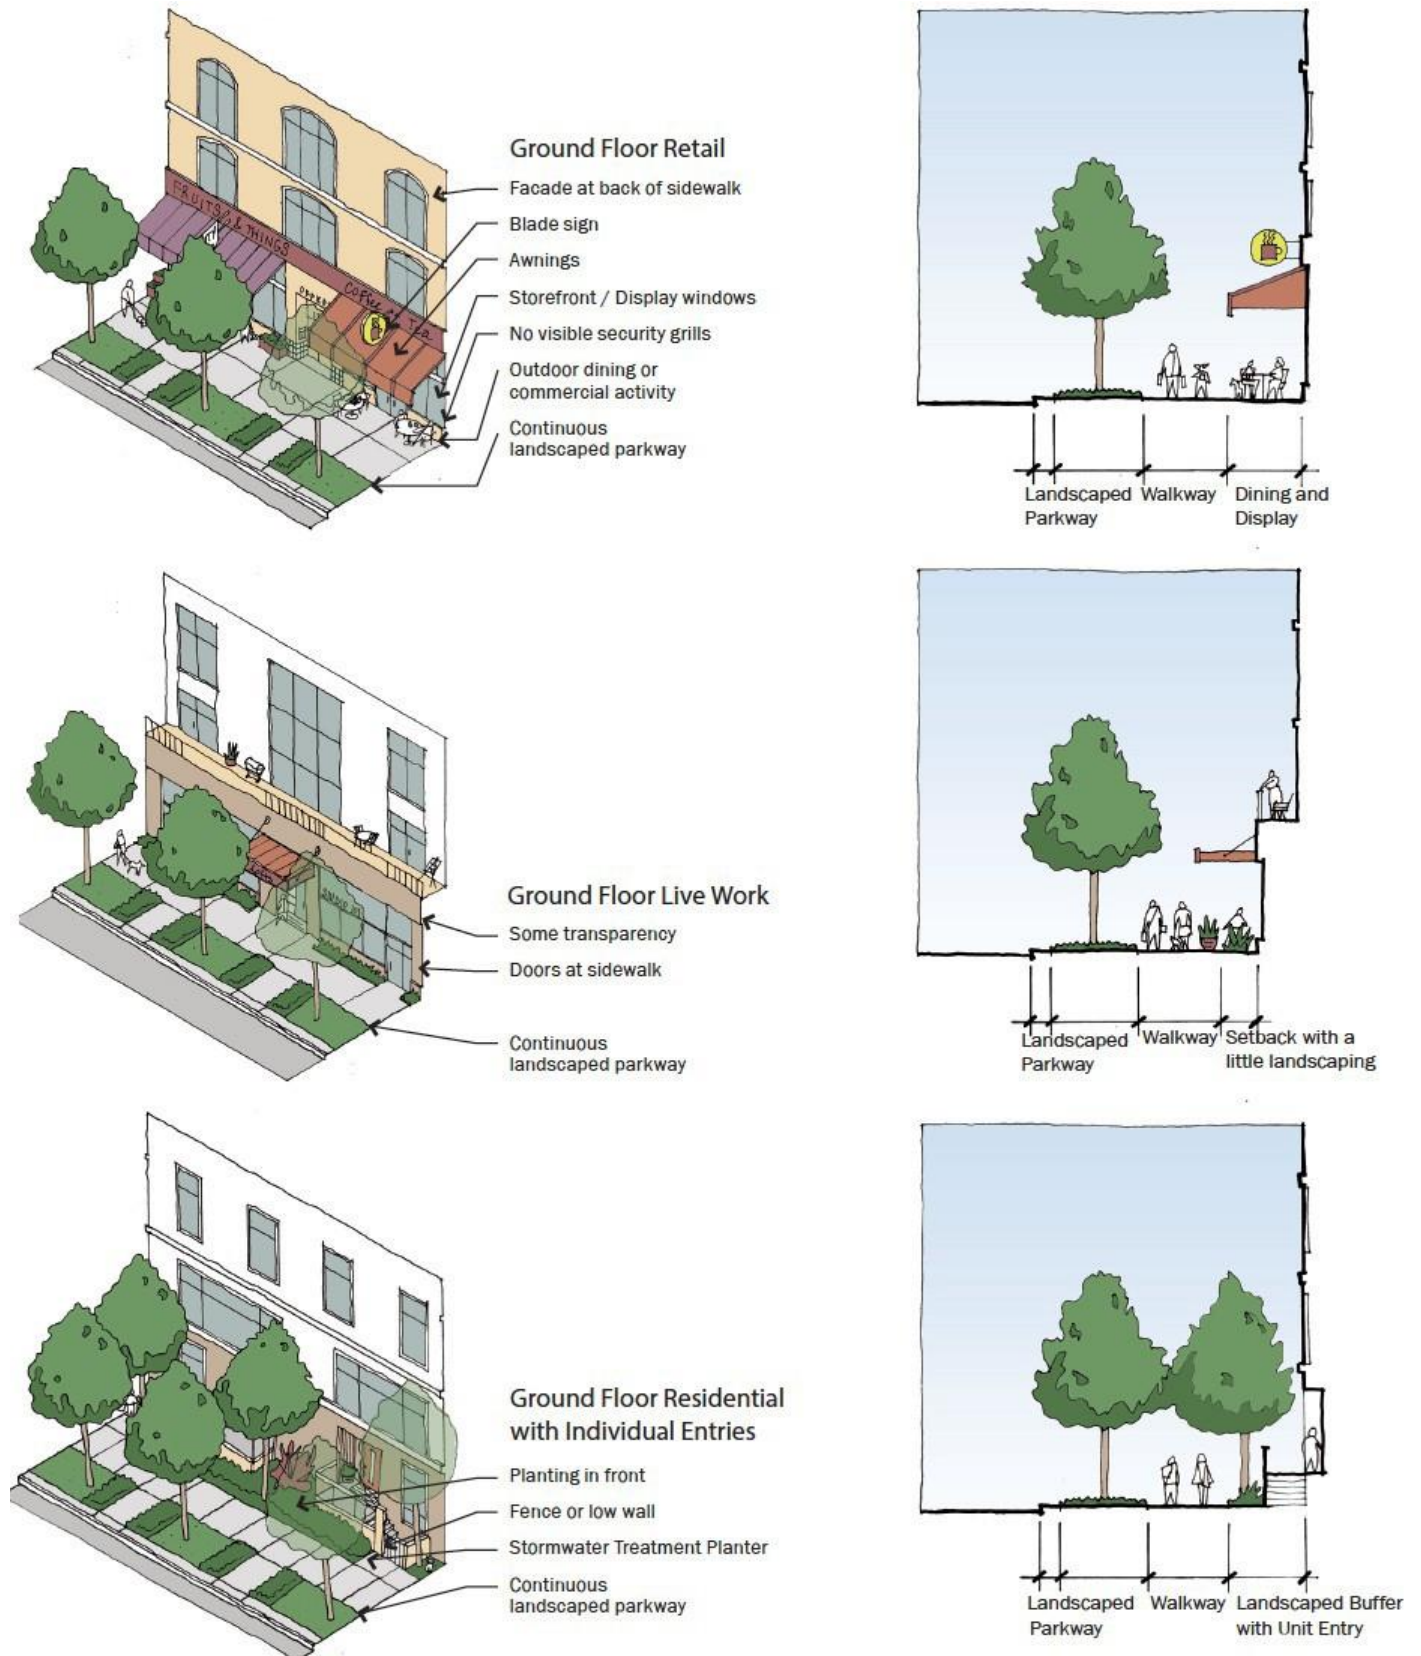 FRUITS & THINGS
Coffee Tea
Ground Floor Retail
Facade at back of sidewalk
Blade sign
Awnings
Storefront / Display windows
No visible security grills
Outdoor dining or
commercial activity
Continuous
landscaped parkway
Landscaped
Parkway
Walkway
Dining and
Display
Ground Floor Live Work
Some transparency
Doors at sidewalk
Continuous
landscaped parkway
Landscaped
Parkway
Walkway
Setback with a
little landscaping
Ground Floor Residential
with Individual Entries
Planting in front
Fence or low wall
Stormwater Treatment Planter
Continuous
landscaped parkway
Landscaped
Parkway
Walkway
Landscaped Buffer
with Unit Entry